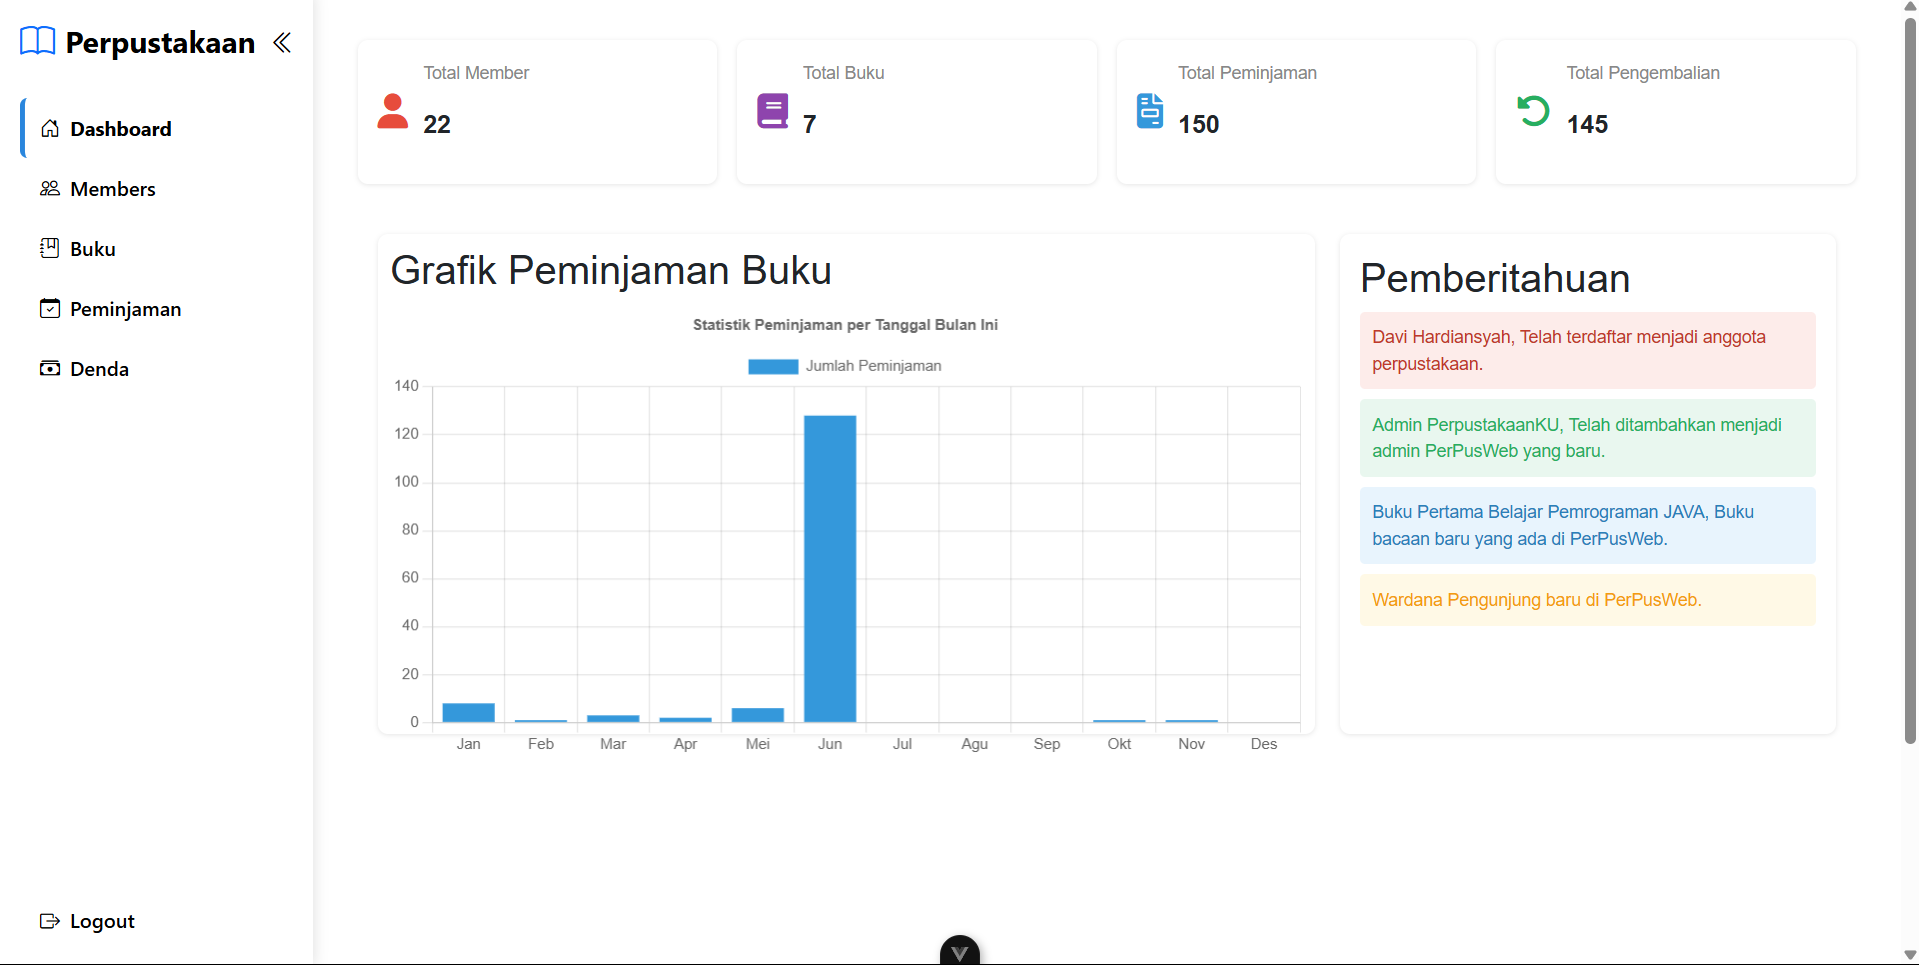 Perpustakaan
Dashboard
Members
Buku
Peminjaman
Denda
Logout
Total Member
22
Total Buku
7
Total Peminjaman
150
Total Pengembalian
145
Grafik Peminjaman Buku
Statistik Peminjaman per Tanggal Bulan Ini
Jumlah Peminjaman
140
120
100
80
60
40
20
0
Jan Feb Mar Apr Mei Jun Jul Agu Sep Okt Nov Des
Pemberitahuan
Davi Hardiansyah, Telah terdaftar menjadi anggota
perpustakaan.
Admin PerpustakaanKU, Telah ditambahkan menjadi
admin PerPusWeb yang baru.
Buku Pertama Belajar Pemrograman JAVA, Buku
bacaan baru yang ada di PerPusWeb.
Wardana Pengunjung baru di PerPusWeb.